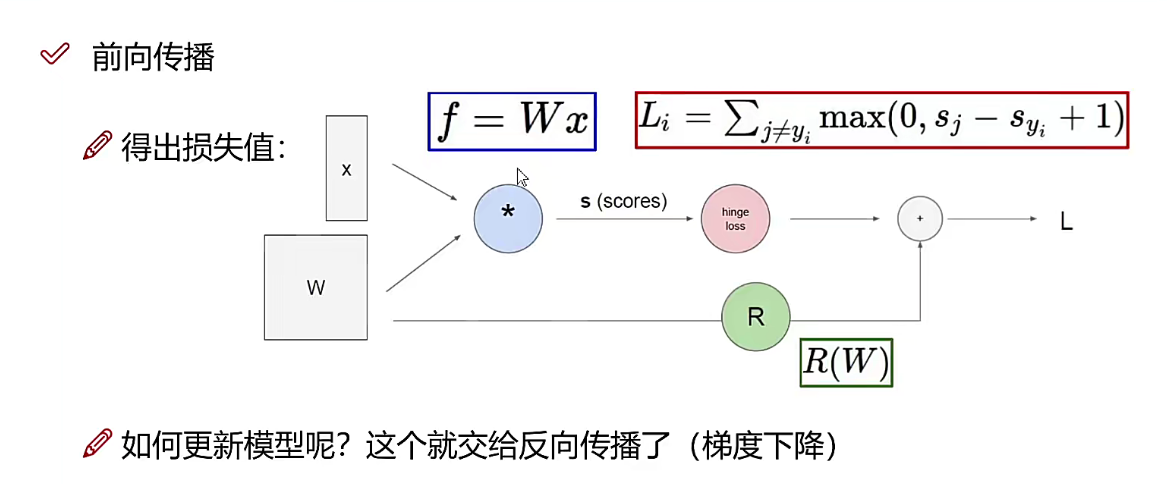 前向传播
f = Wx
L_i = ∑_{j≠y_i} max(0, s_j − s_{y_i} + 1)
得出损失值：
x
*
s (scores)
hinge
loss
+
L
W
R
R(W)
如何更新模型呢？这个就交给反向传播了（梯度下降）